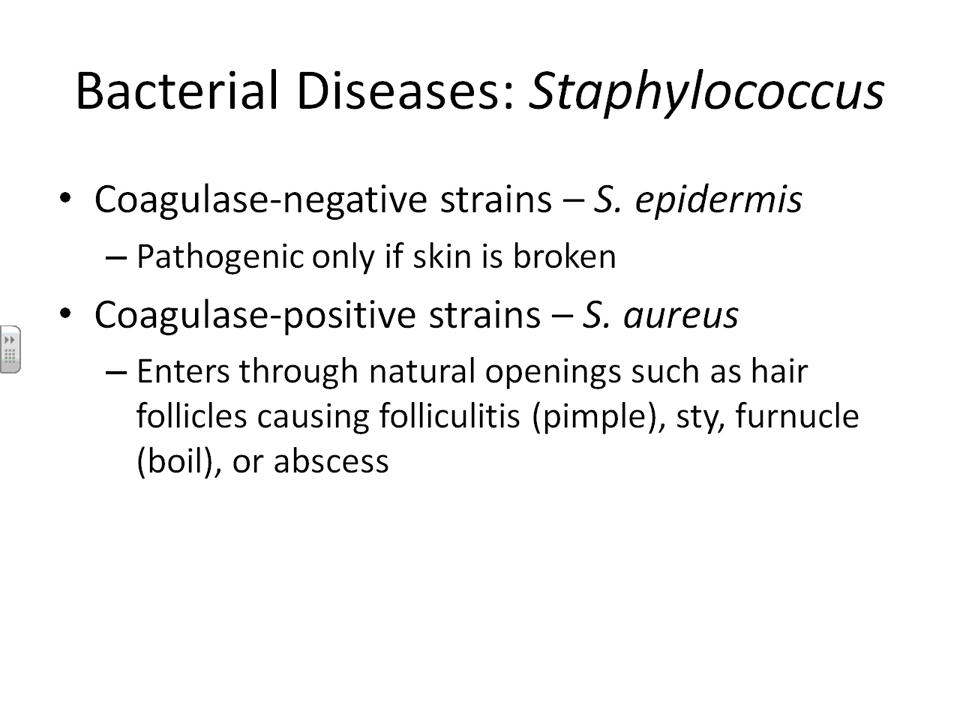 Bacterial Diseases: Staphylococcus
• Coagulase-negative strains – S. epidermis
– Pathogenic only if skin is broken
• Coagulase-positive strains – S. aureus
– Enters through natural openings such as hair
follicles causing folliculitis (pimple), sty, furnucle
(boil), or abscess